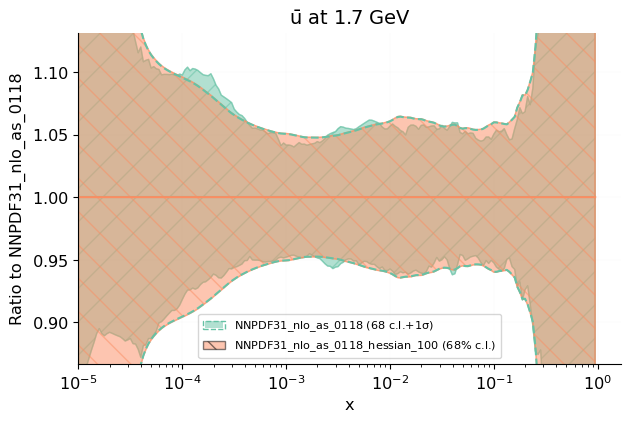 ū at 1.7 GeV
Ratio to NNPDF31_nlo_as_0118
1.10
1.05
1.00
0.95
0.90
NNPDF31_nlo_as_0118 (68 c.l.+1σ)
NNPDF31_nlo_as_0118_hessian_100 (68% c.l.)
10⁻⁵ 10⁻⁴ 10⁻³ 10⁻² 10⁻¹ 10⁰
x